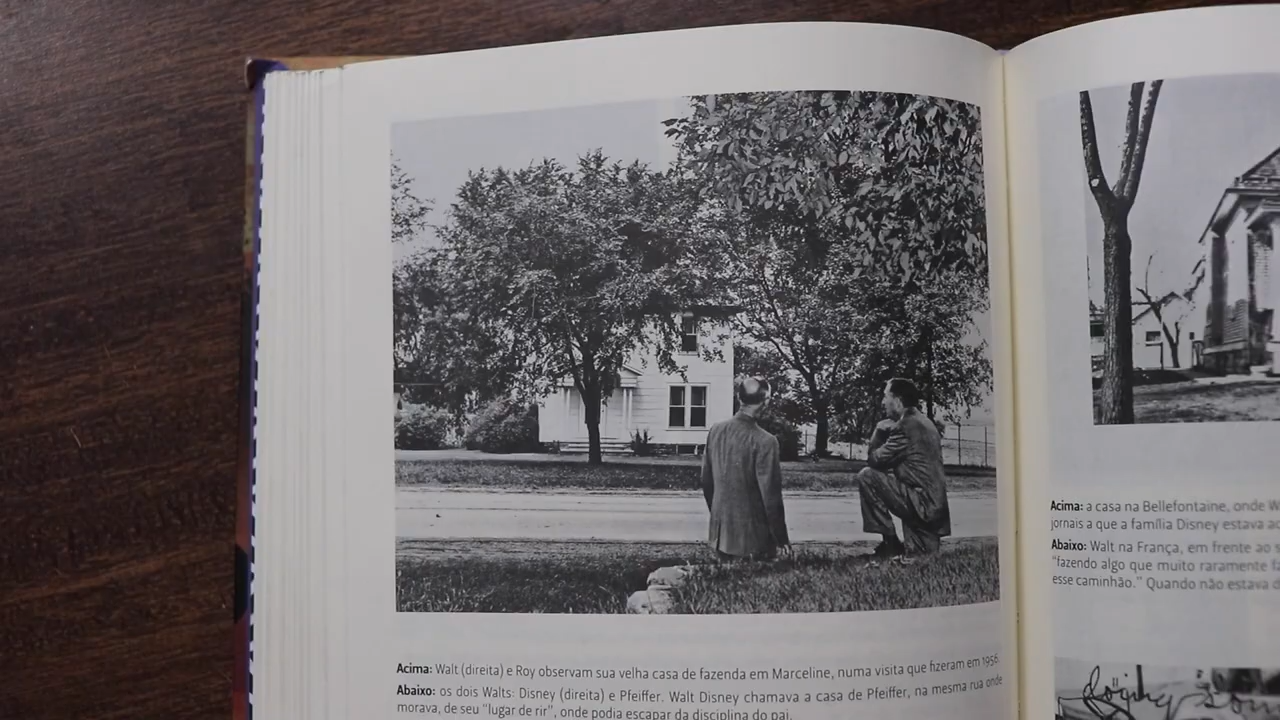 Acima: Walt (direita) e Roy observam sua velha casa de fazenda em Marceline, numa visita que fizeram em 1956.
Abaixo: os dois Walts: Disney (direita) e Pfeiffer. Walt Disney chamava a casa de Pfeiffer, na mesma rua onde
morava, de seu "lugar de rir", onde podia escapar da disciplina do pai.
Acima: a casa na Bellefontaine, onde W
jornais a que a família Disney estava
Abaixo: Walt na França, em frente ao
"fazendo algo que muito raramente
esse caminhão." Quando não estava